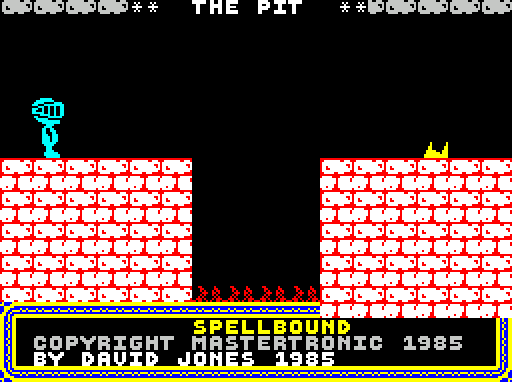 ** THE PIT **
SPELLBOUND
COPYRIGHT MASTERTRONIC 1985
BY DAVID JONES 1985